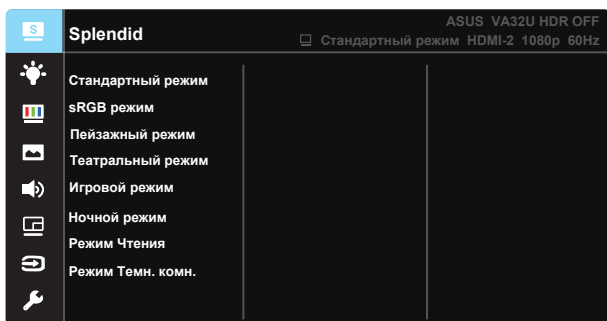 S
Splendid
ASUS VA32U HDR OFF
Стандартный режим HDMI-2 1080p 60Hz
Стандартный режим
sRGB режим
Пейзажный режим
Театральный режим
Игровой режим
Ночной режим
Режим Чтения
Режим Темн. комн.